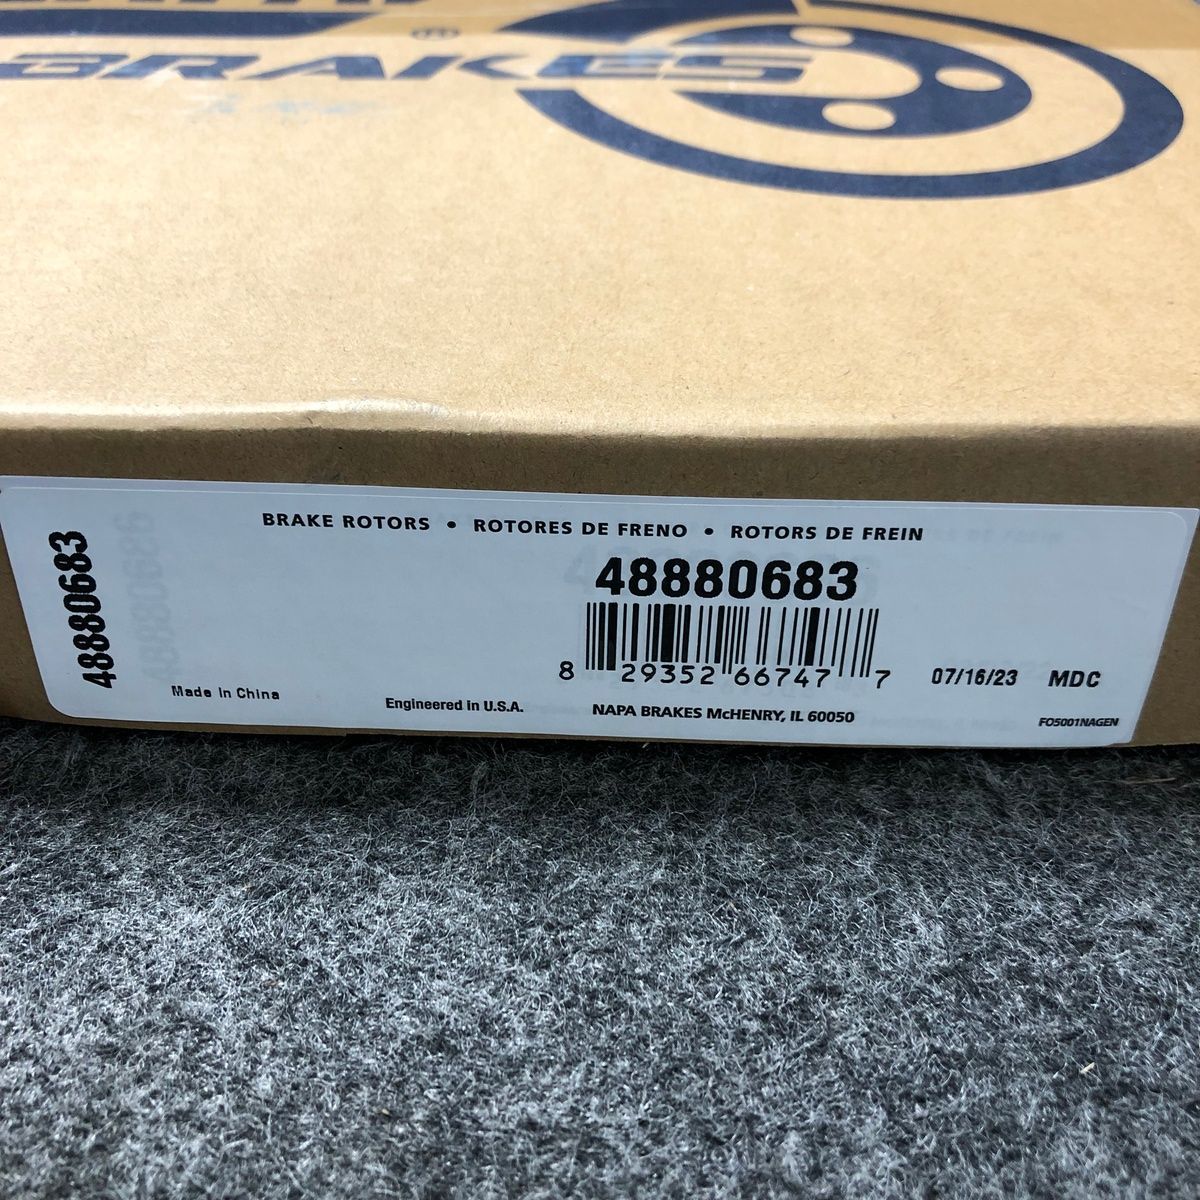 BRAKES
BRAKE ROTORS • ROTORES DE FRENO • ROTORS DE FREIN
48880683
48880683
8 29352 66747 7
07/16/23 MDC
Made in China
Engineered in U.S.A.
NAPA BRAKES McHENRY, IL 60050
FO5001NAGEN